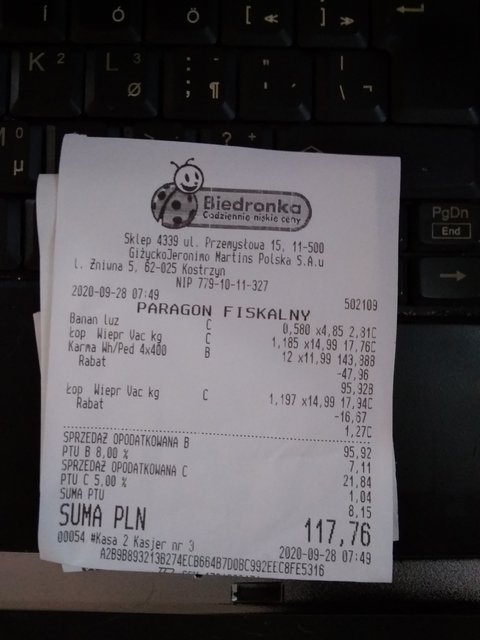 Í Ó Ö [ « ] »
K 2 L 3 Ø : ; ¶ " \ ¬
µ ? +
PgDn
End
Biedronka
Codziennie niskie ceny
Sklep 4339 ul. Przemysłowa 15, 11-500
GiżyckoJeronimo Martins Polska S.A.u
l. Żniwna 5, 62-025 Kostrzyn
NIP 779-10-11-327
2020-09-28 07:49 502109
PARAGON FISKALNY
Banan luz C 0,580 x4,85 2,81C
Łop Wiepr Vac kg C 1,185 x14,99 17,76C
Karma Wh/Ped 4x400 B 12 x11,99 143,88B
Rabat -47,96
95,92B
Łop Wiepr Vac kg C 1,197 x14,99 17,94C
Rabat -16,67
1,27C
SPRZEDAŻ OPODATKOWANA B 95,92
PTU B 8,00 % 7,11
SPRZEDAŻ OPODATKOWANA C 21,84
PTU C 5,00 % 1,04
SUMA PTU 8,15
SUMA PLN 117,76
00054 #Kasa 2 Kasjer nr 3 2020-09-28 07:49
A2B9B893213B274ECB664B7D0BC992EEC8FE5316